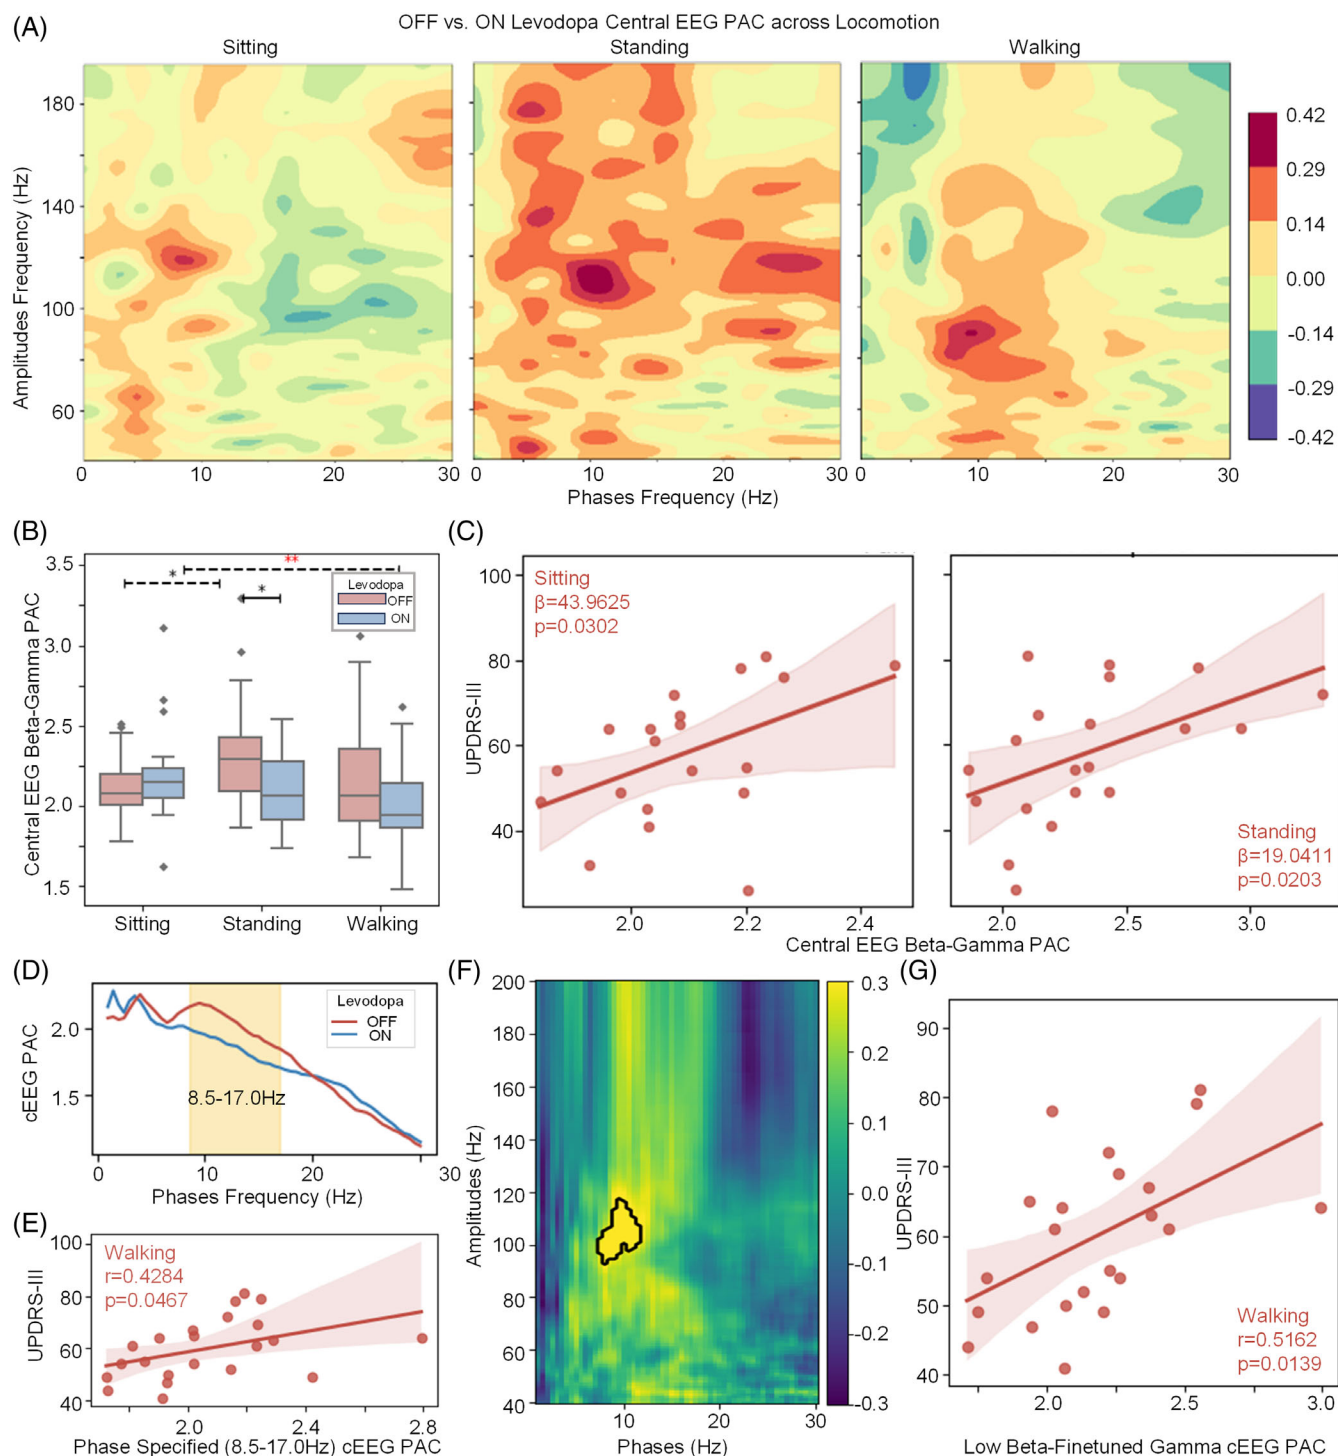 (A)
OFF vs. ON Levodopa Central EEG PAC across Locomotion
Sitting
Standing
Walking
Amplitudes Frequency (Hz)
180
140
100
60
0 10 20 30
0 10 20 30
0 10 20 30
Phases Frequency (Hz)
0.42
0.29
0.14
0.00
-0.14
-0.29
-0.42
(B)
Central EEG Beta-Gamma PAC
3.5
3.0
2.5
2.0
1.5
*
**
*
Levodopa
OFF
ON
Sitting Standing Walking
(C)
UPDRS-III
100
80
60
40
Sitting
β=43.9625
p=0.0302
2.0 2.2 2.4
Standing
β=19.0411
p=0.0203
2.0 2.5 3.0
Central EEG Beta-Gamma PAC
(D)
cEEG PAC
2.0
1.5
Levodopa
OFF
ON
8.5-17.0Hz
0 10 20 30
Phases Frequency (Hz)
(E)
UPDRS-III
100
80
60
40
Walking
r=0.4284
p=0.0467
2.0 2.4 2.8
Phase Specified (8.5-17.0Hz) cEEG PAC
(F)
Amplitudes (Hz)
200
180
160
140
120
100
80
60
40
10 20 30
Phases (Hz)
0.3
0.2
0.1
0.0
-0.1
-0.2
-0.3
(G)
UPDRS-III
90
80
70
60
50
40
Walking
r=0.5162
p=0.0139
2.0 2.5 3.0
Low Beta-Finetuned Gamma cEEG PAC